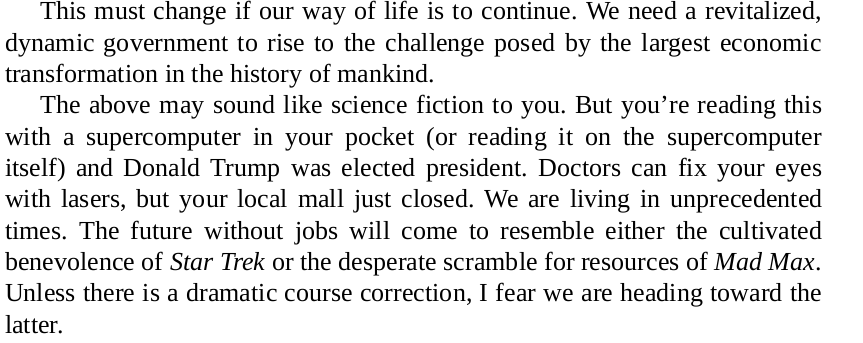 This must change if our way of life is to continue. We need a revitalized,
dynamic government to rise to the challenge posed by the largest economic
transformation in the history of mankind.
The above may sound like science fiction to you. But you’re reading this
with a supercomputer in your pocket (or reading it on the supercomputer
itself) and Donald Trump was elected president. Doctors can fix your eyes
with lasers, but your local mall just closed. We are living in unprecedented
times. The future without jobs will come to resemble either the cultivated
benevolence of Star Trek or the desperate scramble for resources of Mad Max.
Unless there is a dramatic course correction, I fear we are heading toward the
latter.